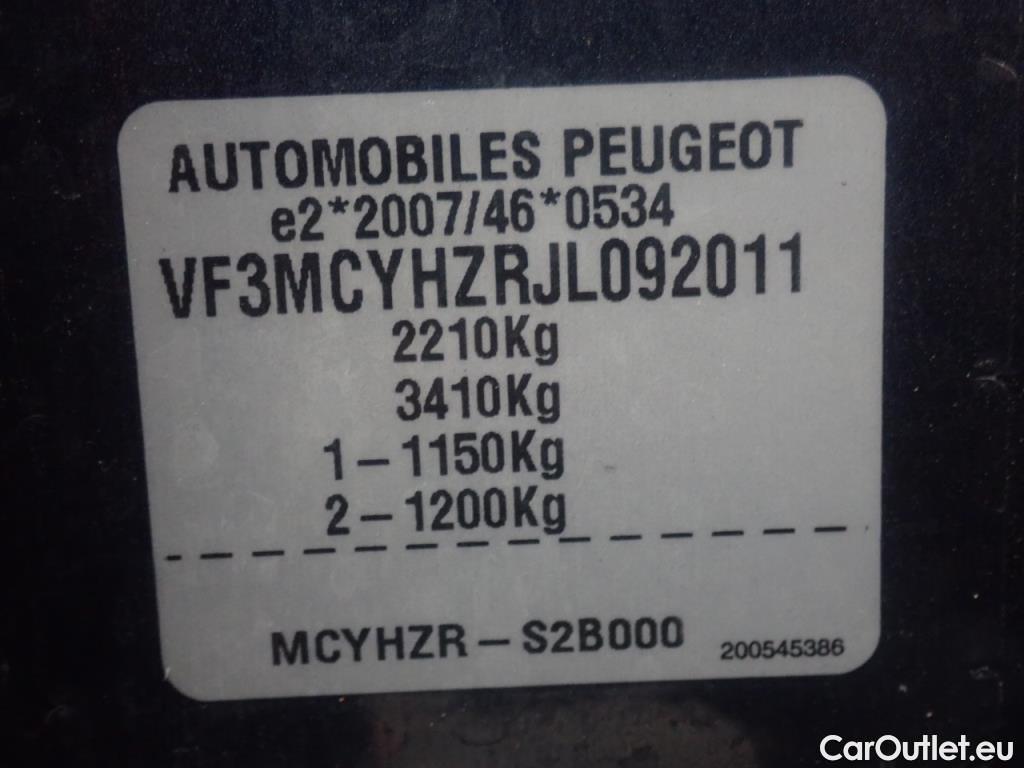 AUTOMOBILES PEUGEOT
e2*2007/46*0534
VF3MCYHZRJL092011
2210Kg
3410Kg
1-1150Kg
2-1200Kg
MCYHZR-S2B000 200545386
CarOutlet.eu